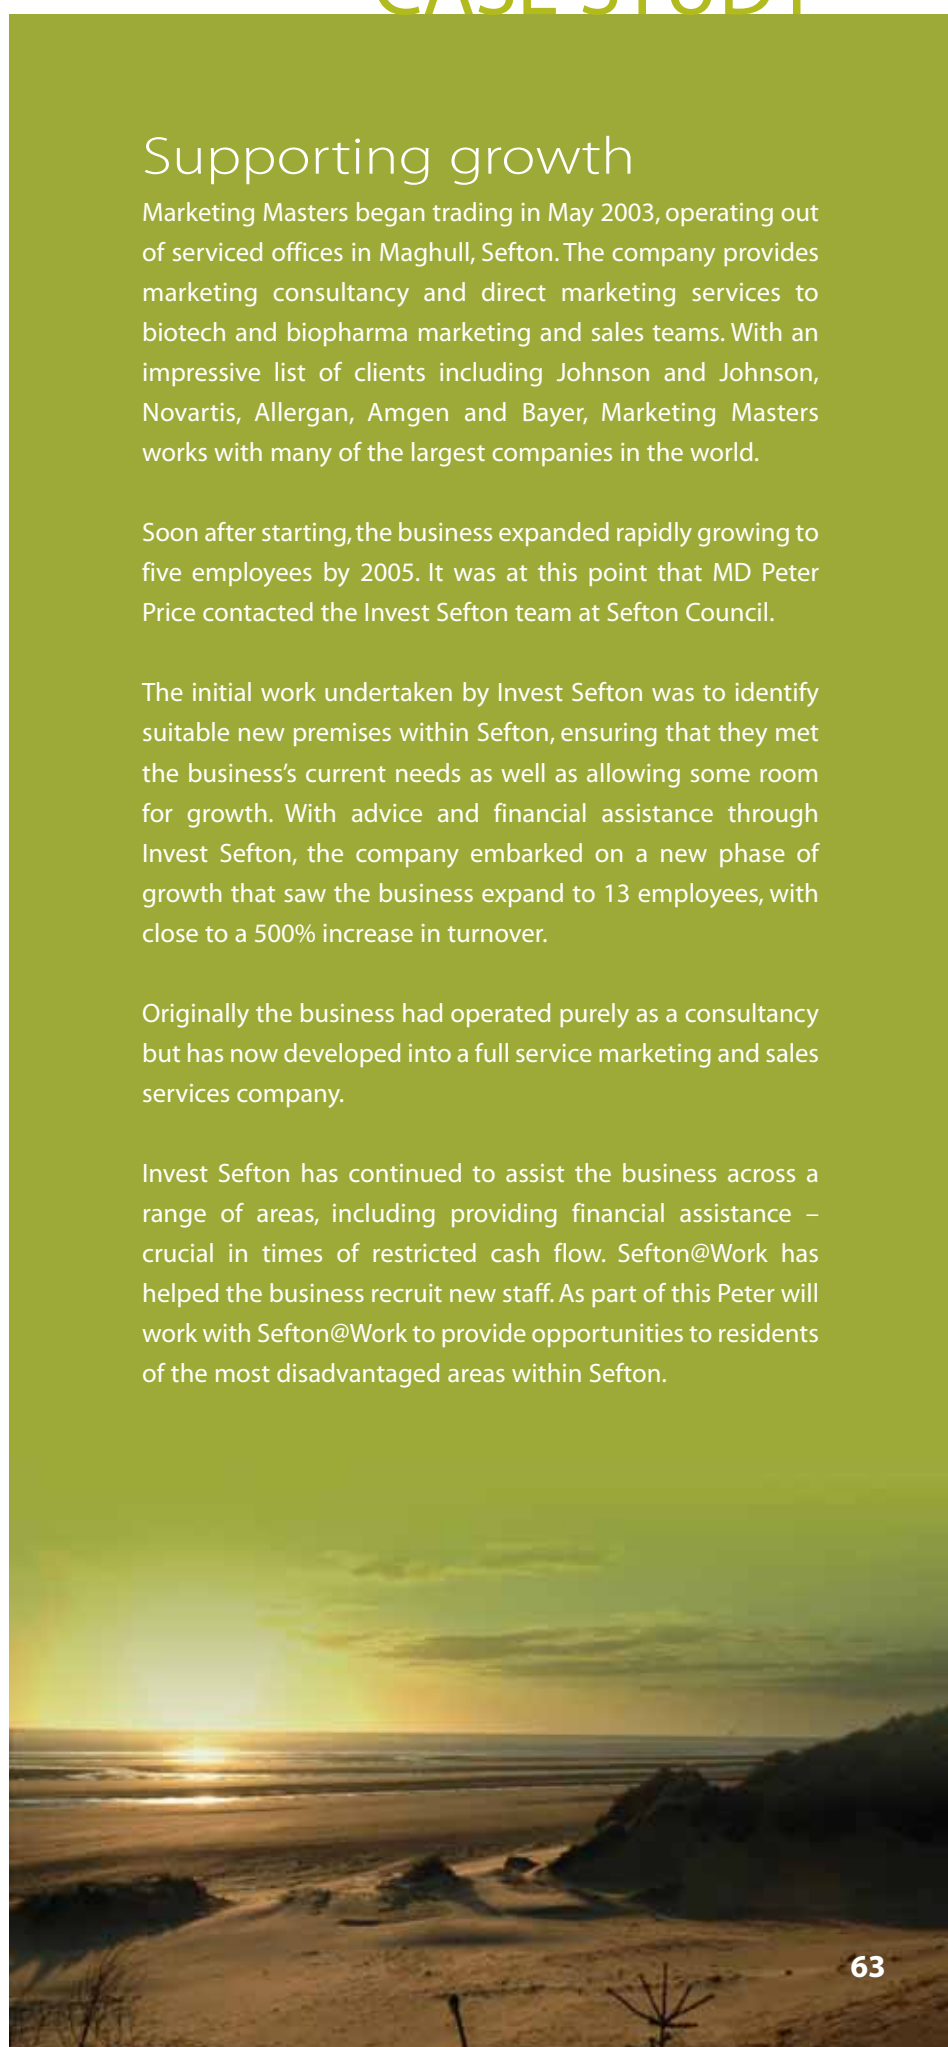 CASE STUDY
Supporting growth
Marketing Masters began trading in May 2003, operating out
of serviced offices in Maghull, Sefton. The company provides
marketing consultancy and direct marketing services to
biotech and biopharma marketing and sales teams. With an
impressive list of clients including Johnson and Johnson,
Novartis, Allergan, Amgen and Bayer, Marketing Masters
works with many of the largest companies in the world.
Soon after starting, the business expanded rapidly growing to
five employees by 2005. It was at this point that MD Peter
Price contacted the Invest Sefton team at Sefton Council.
The initial work undertaken by Invest Sefton was to identify
suitable new premises within Sefton, ensuring that they met
the business’s current needs as well as allowing some room
for growth. With advice and financial assistance through
Invest Sefton, the company embarked on a new phase of
growth that saw the business expand to 13 employees, with
close to a 500% increase in turnover.
Originally the business had operated purely as a consultancy
but has now developed into a full service marketing and sales
services company.
Invest Sefton has continued to assist the business across a
range of areas, including providing financial assistance –
crucial in times of restricted cash flow. Sefton@Work has
helped the business recruit new staff. As part of this Peter will
work with Sefton@Work to provide opportunities to residents
of the most disadvantaged areas within Sefton.
63